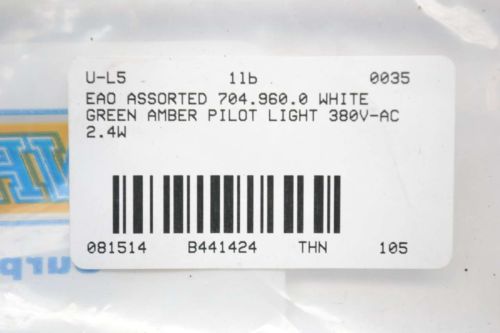 U-L5 1lb 0035
EAO ASSORTED 704.960.0 WHITE
GREEN AMBER PILOT LIGHT 380V-AC
2.4W
081514 B441424 THN 105